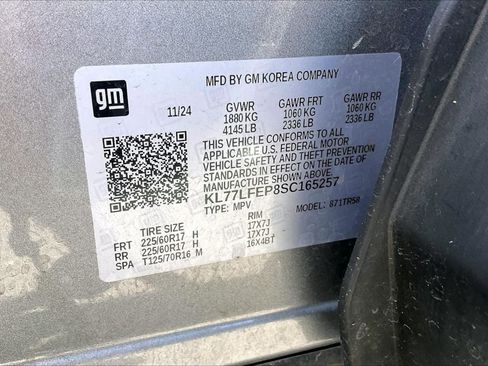 gm
MFD BY GM KOREA COMPANY
11/24 GVWR GAWR FRT GAWR RR
1880 KG 1060 KG 1060 KG
4145 LB 2336 LB 2336 LB
THIS VEHICLE CONFORMS TO ALL
APPLICABLE U.S. FEDERAL MOTOR
VEHICLE SAFETY AND THEFT PREVENTION
STANDARDS IN EFFECT ON THE DATE OF
MANUFACTURE SHOWN ABOVE.
KL77LFEP8SC165257
TYPE: MPV MODEL: 871TR58
TIRE SIZE RIM
FRT 225/60R17 H 17X7J
RR 225/60R17 H 17X7J
SPA T125/70R16 M 16X4BT